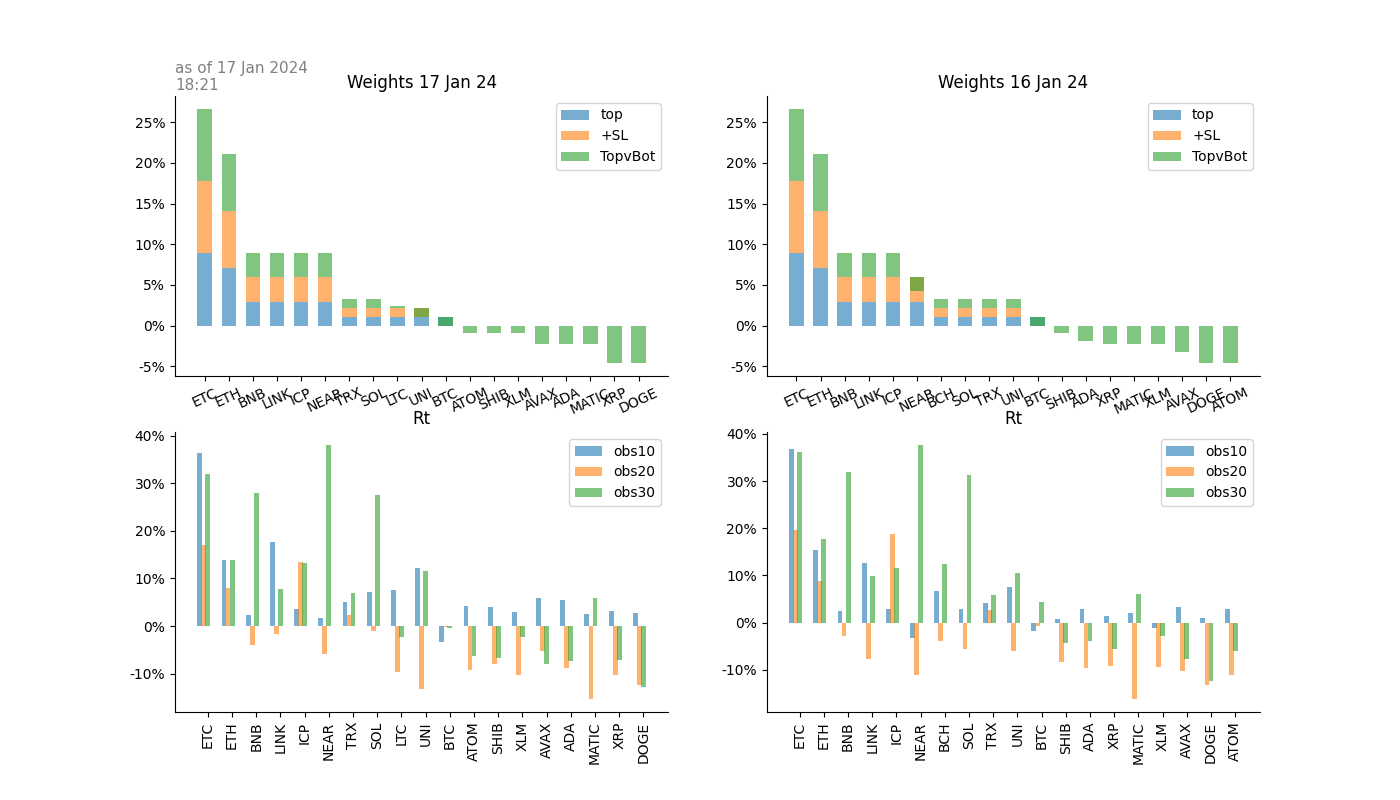 as of 17 Jan 2024
18:21
Weights 17 Jan 24
25%
20%
15%
10%
5%
0%
-5%
top
+SL
TopvBot
ETC ETH BNB LINK ICP NEAR TRX SOL LTC UNI BTC ATOM SHIB XLM AVAX ADA MATIC XRP DOGE
Weights 16 Jan 24
25%
20%
15%
10%
5%
0%
-5%
top
+SL
TopvBot
ETC ETH BNB LINK ICP NEAR BCH SOL TRX UNI BTC SHIB ADA XRP MATIC XLM AVAX DOGE ATOM
Rt
40%
30%
20%
10%
0%
-10%
obs10
obs20
obs30
ETC ETH BNB LINK ICP NEAR TRX SOL LTC UNI BTC ATOM SHIB XLM AVAX ADA MATIC XRP DOGE
Rt
40%
30%
20%
10%
0%
-10%
obs10
obs20
obs30
ETC ETH BNB LINK ICP NEAR BCH SOL TRX UNI BTC SHIB ADA XRP MATIC XLM AVAX DOGE ATOM